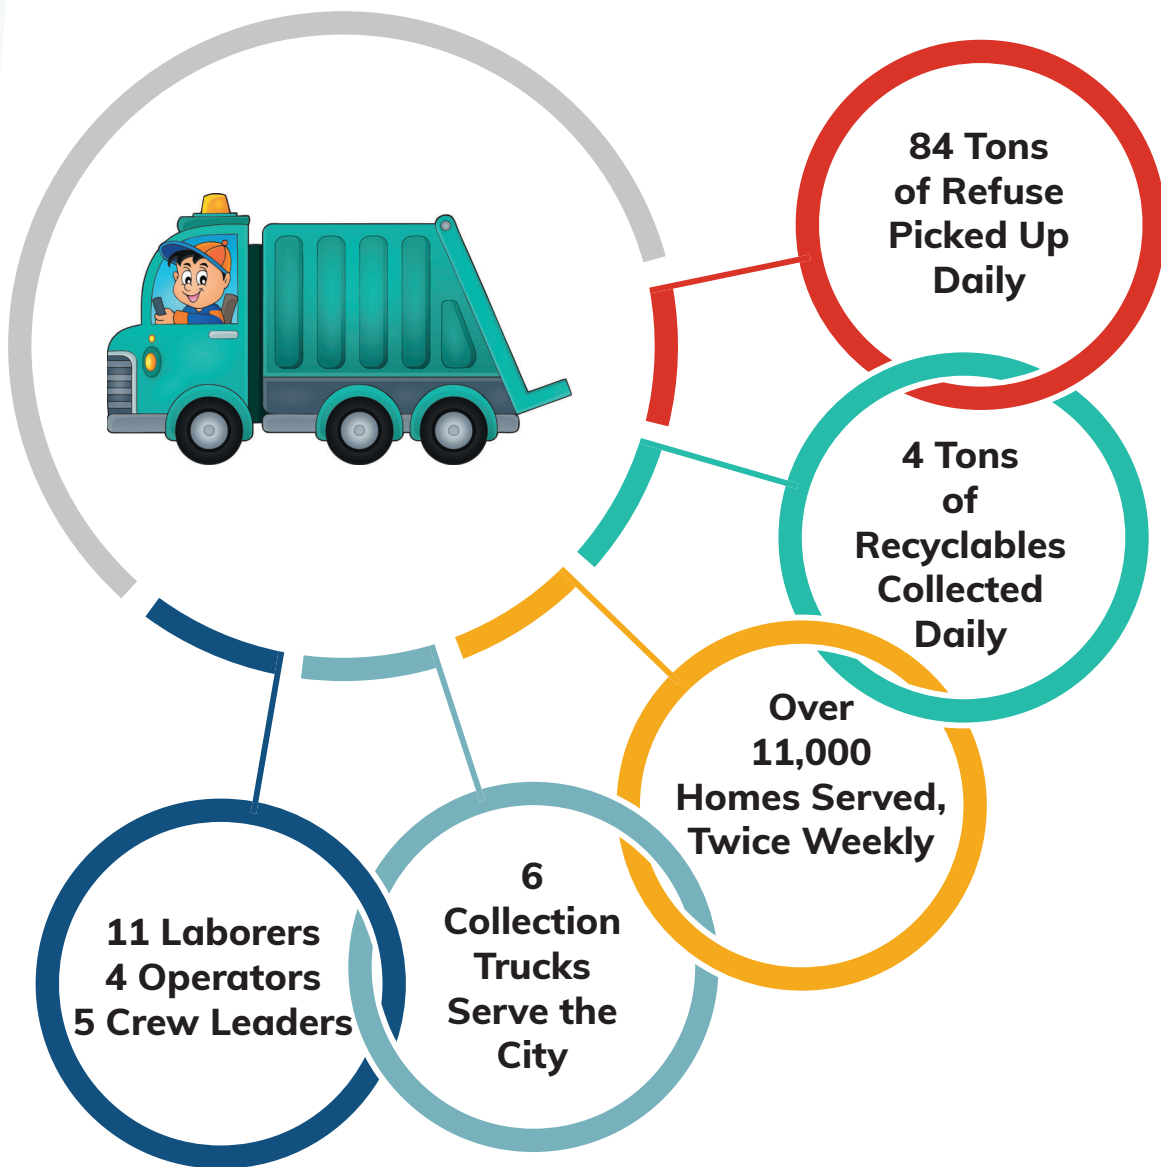 84 Tons
of Refuse
Picked Up
Daily
4 Tons
of
Recyclables
Collected
Daily
Over
11,000
Homes Served,
Twice Weekly
6
Collection
Trucks
Serve the
City
11 Laborers
4 Operators
5 Crew Leaders